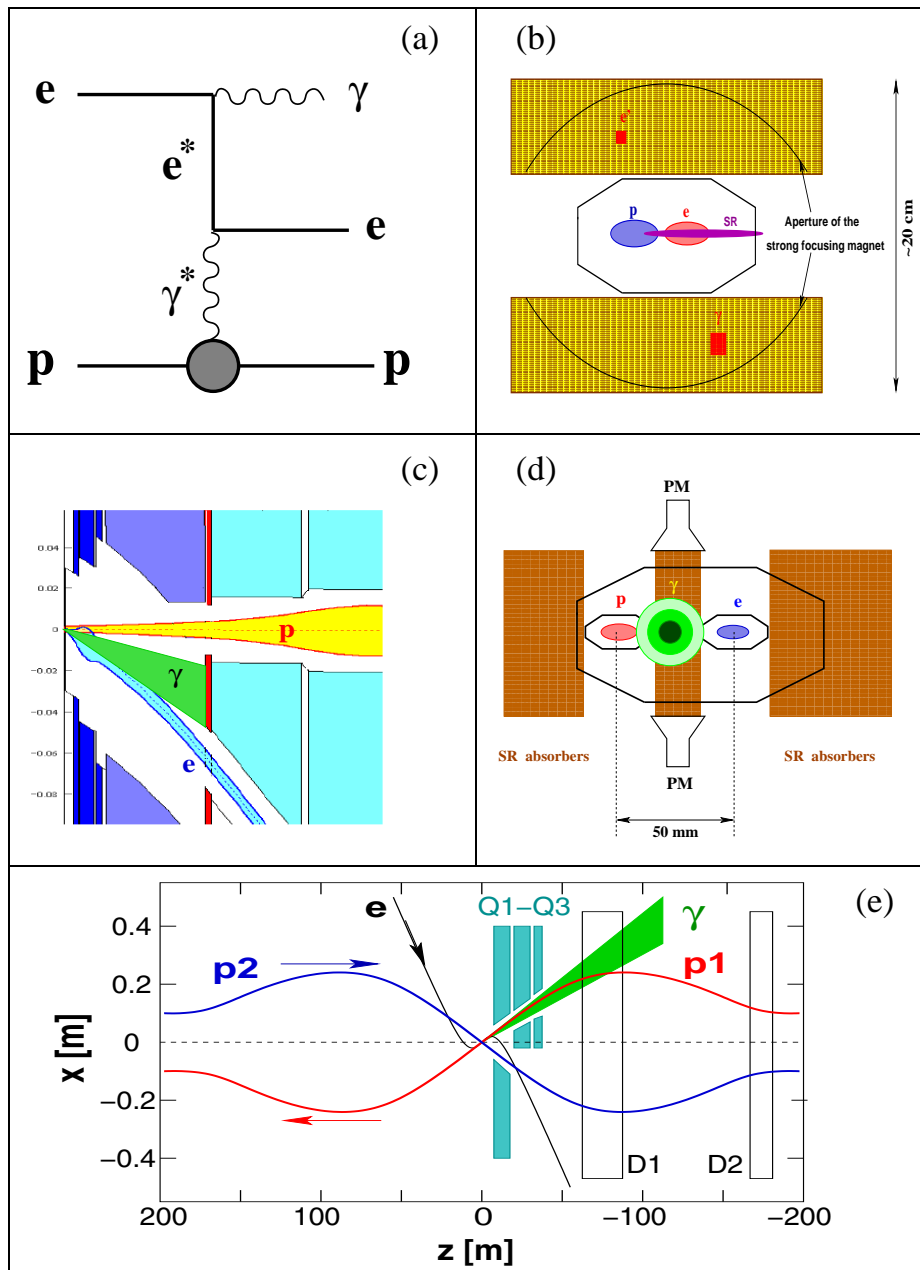 (a)
e
γ
e*
e
γ*
p
p
(b)
e*
p
e
SR
γ
Aperture of the
strong focusing magnet
~20 cm
(c)
0.04
0.02
0
-0.02
-0.04
-0.06
-0.08
p
γ
e
(d)
PM
γ
p
e
SR absorbers
SR absorbers
PM
50 mm
(e)
e
Q1−Q3
γ
p2
p1
0.4
0.2
0
-0.2
-0.4
x [m]
D1
D2
200
100
0
−100
−200
z [m]